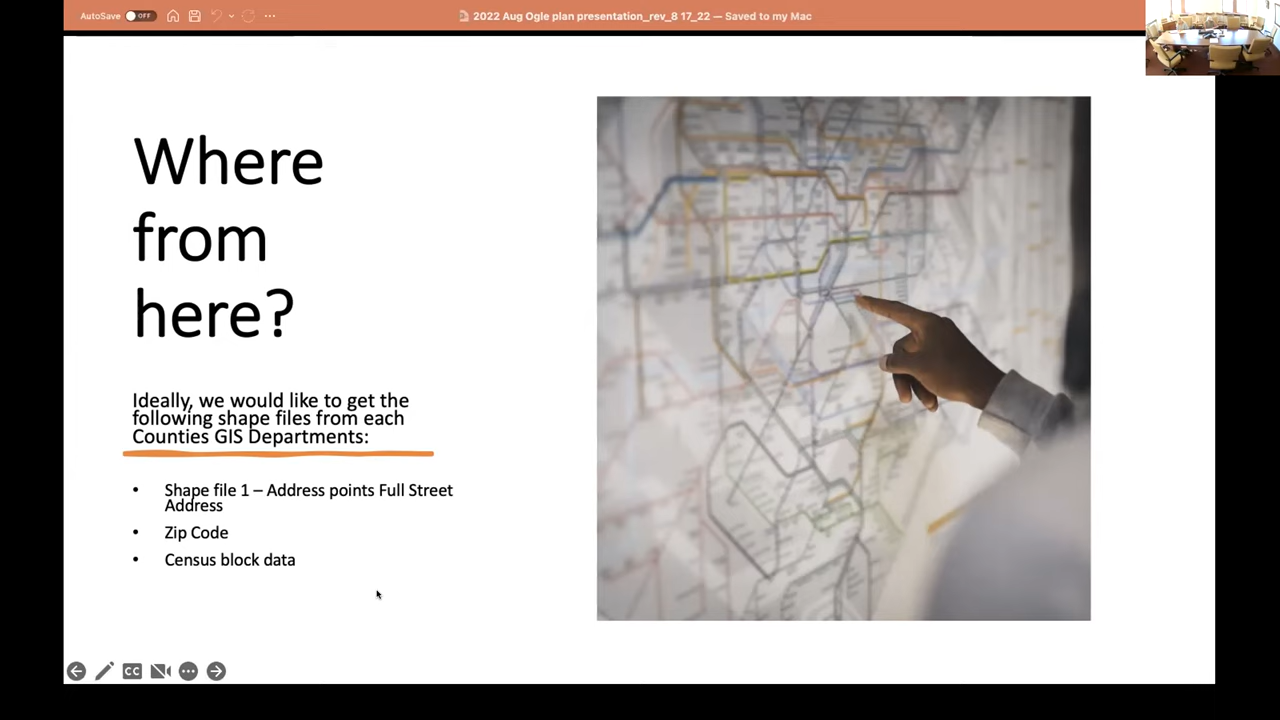 AutoSave OFF
2022 Aug Ogle plan presentation_rev_8 17_22 — Saved to my Mac
Where
from
here?
Ideally, we would like to get the
following shape files from each
Counties GIS Departments:
• Shape file 1 – Address points Full Street
Address
• Zip Code
• Census block data
CC